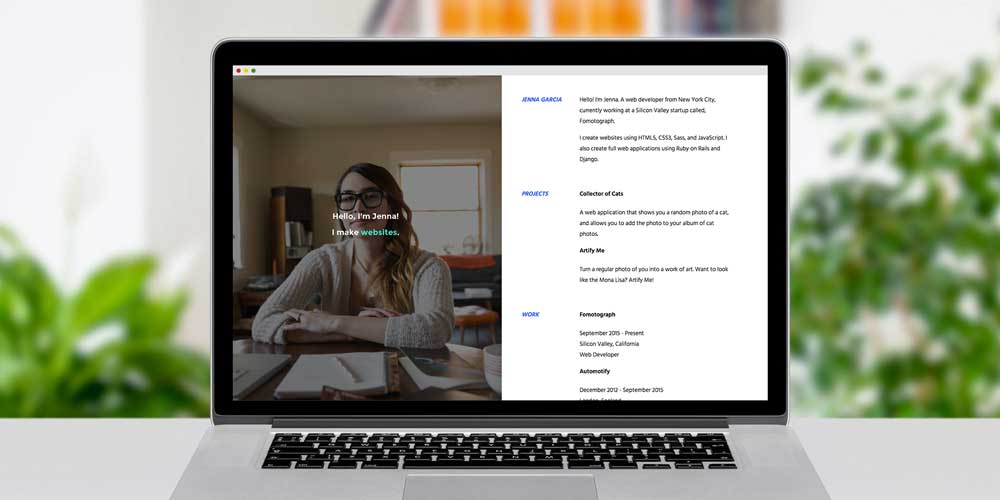 Hello, I'm Jenna!
I make websites.
JENNA GARCIA
Hello! I'm Jenna. A web developer from New York City,
currently working at a Silicon Valley startup called,
Fomotograph.
I create websites using HTML5, CSS3, Sass, and JavaScript. I
also create full web applications using Ruby on Rails and
Django.
PROJECTS
Collector of Cats
A web application that shows you a random photo of a cat,
and allows you to add the photo to your album of cat
photos.
Artify Me
Turn a regular photo of you into a work of art. Want to look
like the Mona Lisa? Artify Me!
WORK
Fomotograph
September 2015 - Present
Silicon Valley, California
Web Developer
Automotify
December 2012 - September 2015